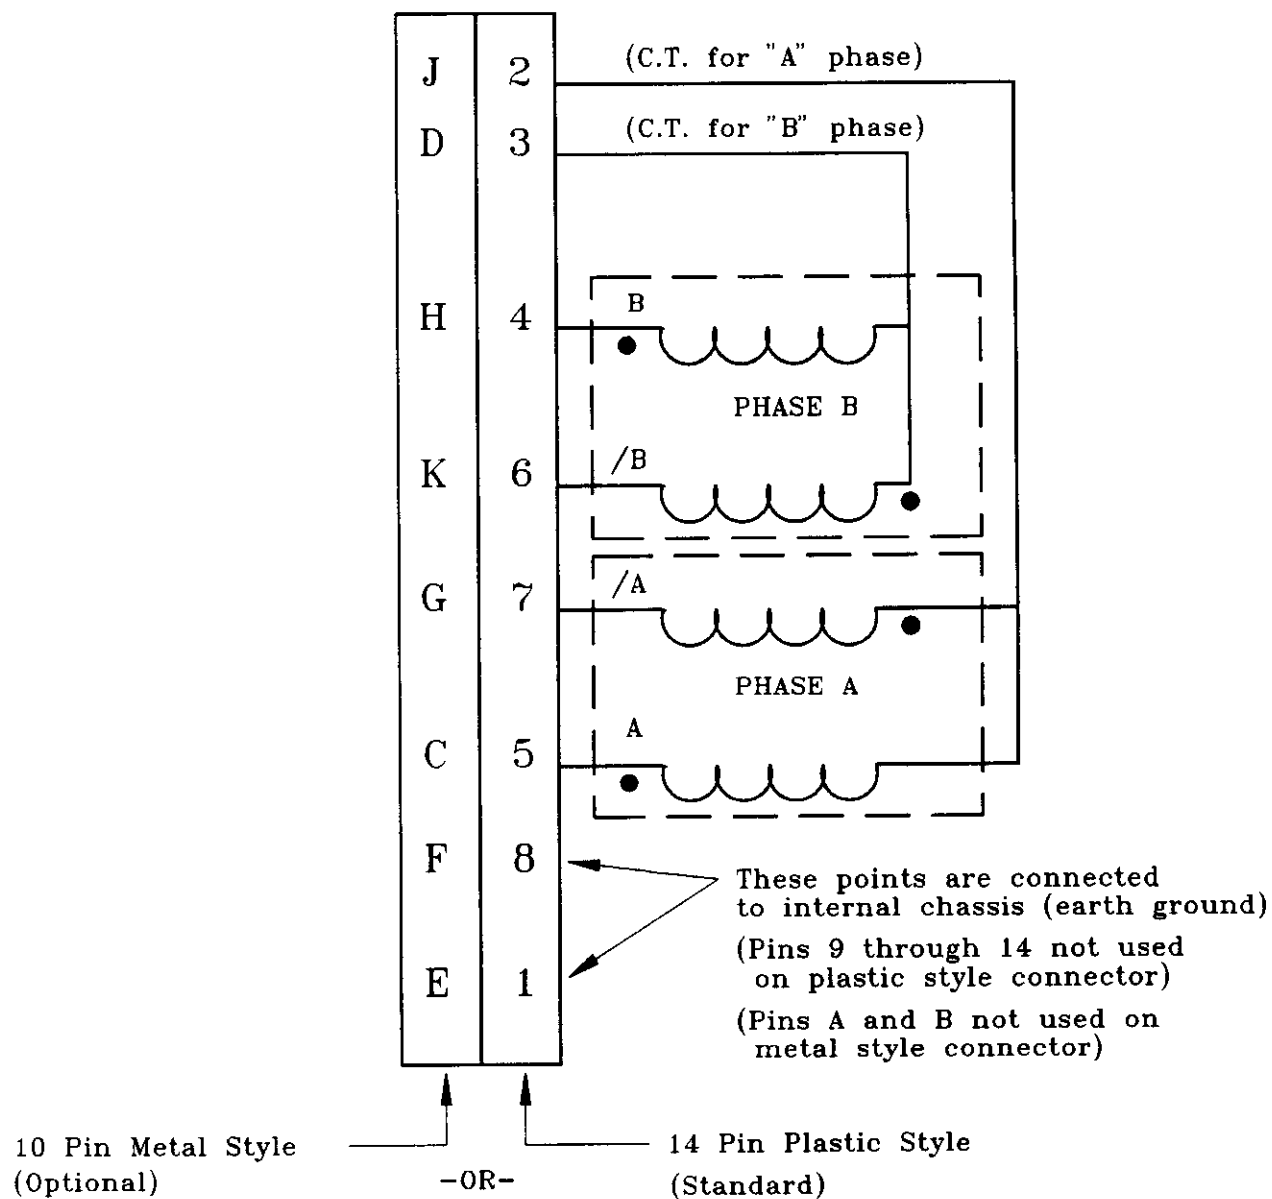 J 2 (C.T. for "A" phase)
D 3 (C.T. for "B" phase)
H 4 B
PHASE B
K 6 /B
G 7 /A
PHASE A
C 5 A
F 8
E 1
These points are connected
to internal chassis (earth ground)
(Pins 9 through 14 not used
on plastic style connector)
(Pins A and B not used on
metal style connector)
10 Pin Metal Style
(Optional)
-OR-
14 Pin Plastic Style
(Standard)